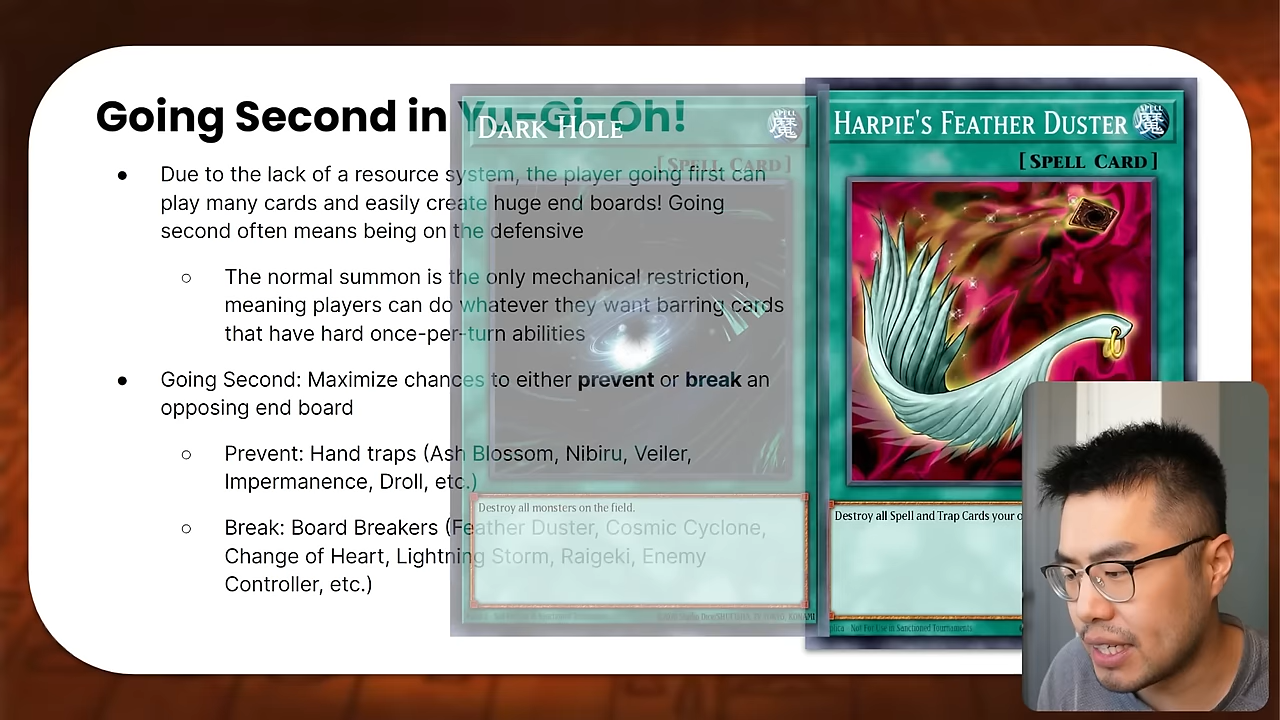 Going Second in Yu-Gi-Oh!
● Due to the lack of a resource system, the player going first can
play many cards and easily create huge end boards! Going
second often means being on the defensive
○ The normal summon is the only mechanical restriction,
meaning players can do whatever they want barring cards
that have hard once-per-turn abilities
● Going Second: Maximize chances to either prevent or break an
opposing end board
○ Prevent: Hand traps (Ash Blossom, Nibiru, Veiler,
Impermanence, Droll, etc.)
○ Break: Board Breakers (Feather Duster, Cosmic Cyclone,
Change of Heart, Lightning Storm, Raigeki, Enemy
Controller, etc.)
DARK HOLE
魔
[SPELL CARD]
Destroy all monsters on the field.
HARPIE'S FEATHER DUSTER
SPELL
魔
[SPELL CARD]
Destroy all Spell and Trap Cards your
Not For Use in Sanctioned Tournaments